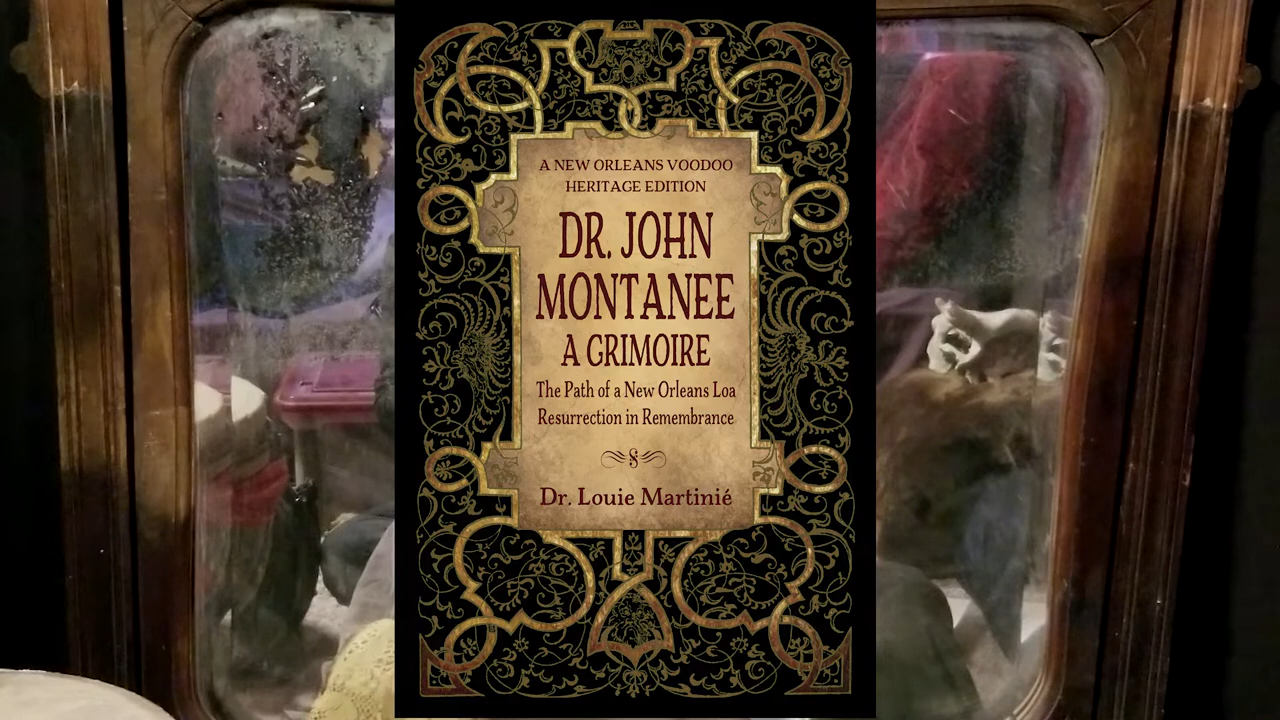 A NEW ORLEANS VOODOO
HERITAGE EDITION
DR. JOHN
MONTANEE
A GRIMOIRE
The Path of a New Orleans Loa
Resurrection in Remembrance
Dr. Louie Martinié